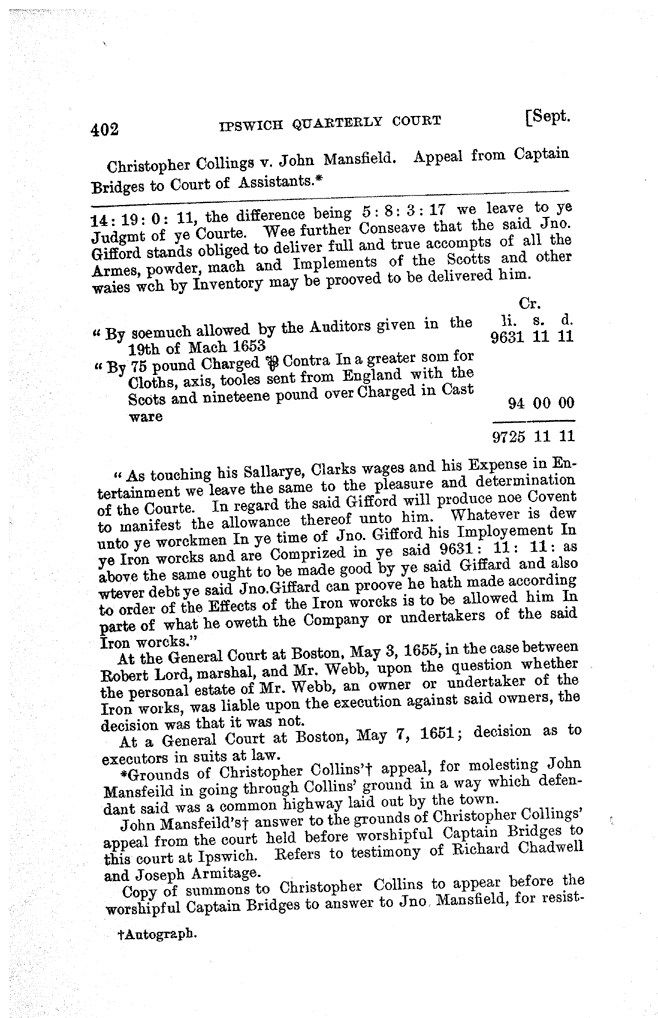 402 IPSWICH QUARTERLY COURT [Sept.
Christopher Collings v. John Mansfield. Appeal from Captain
Bridges to Court of Assistants.*
14: 19: 0: 11, the difference being 5: 8: 3: 17 we leave to ye
Judgmt of ye Courte. Wee further Conseave that the said Jno.
Gifford stands obliged to deliver full and true accompts of all the
Armes, powder, mach and Implements of the Scotts and other
waies wch by Inventory may be prooved to be delivered him.
Cr.
li. s. d.
“ By soemuch allowed by the Auditors given in the
19th of Mach 1653 9631 11 11
“ By 75 pound Charged Contra In a greater som for
Cloths, axis, tooles sent from England with the
Scots and nineteene pound over Charged in Cast
ware 94 00 00
9725 11 11
“ As touching his Sallarye, Clarks wages and his Expense in En-
tertainment we leave the same to the pleasure and determination
of the Courte. In regard the said Gifford will produce noe Covent
to manifest the allowance thereof unto him. Whatever is dew
unto ye worckmen In ye time of Jno. Gifford his Imployement In
ye Iron worcks and are Comprized in ye said 9631: 11: 11: as
above the same ought to be made good by ye said Giffard and also
wtever debt ye said Jno.Giffard can proove he hath made according
to order of the Effects of the Iron worcks is to be allowed him In
parte of what he oweth the Company or undertakers of the said
Iron worcks.”
At the General Court at Boston, May 3, 1655, in the case between
Robert Lord, marshal, and Mr. Webb, upon the question whether
the personal estate of Mr. Webb, an owner or undertaker of the
Iron works, was liable upon the execution against said owners, the
decision was that it was not.
At a General Court at Boston, May 7, 1651; decision as to
executors in suits at law.
*Grounds of Christopher Collins’† appeal, for molesting John
Mansfeild in going through Collins’ ground in a way which defen-
dant said was a common highway laid out by the town.
John Mansfeild’s† answer to the grounds of Christopher Collings’
appeal from the court held before worshipful Captain Bridges to
this court at Ipswich. Refers to testimony of Richard Chadwell
and Joseph Armitage.
Copy of summons to Christopher Collins to appear before the
worshipful Captain Bridges to answer to Jno. Mansfield, for resist-
†Autograph.